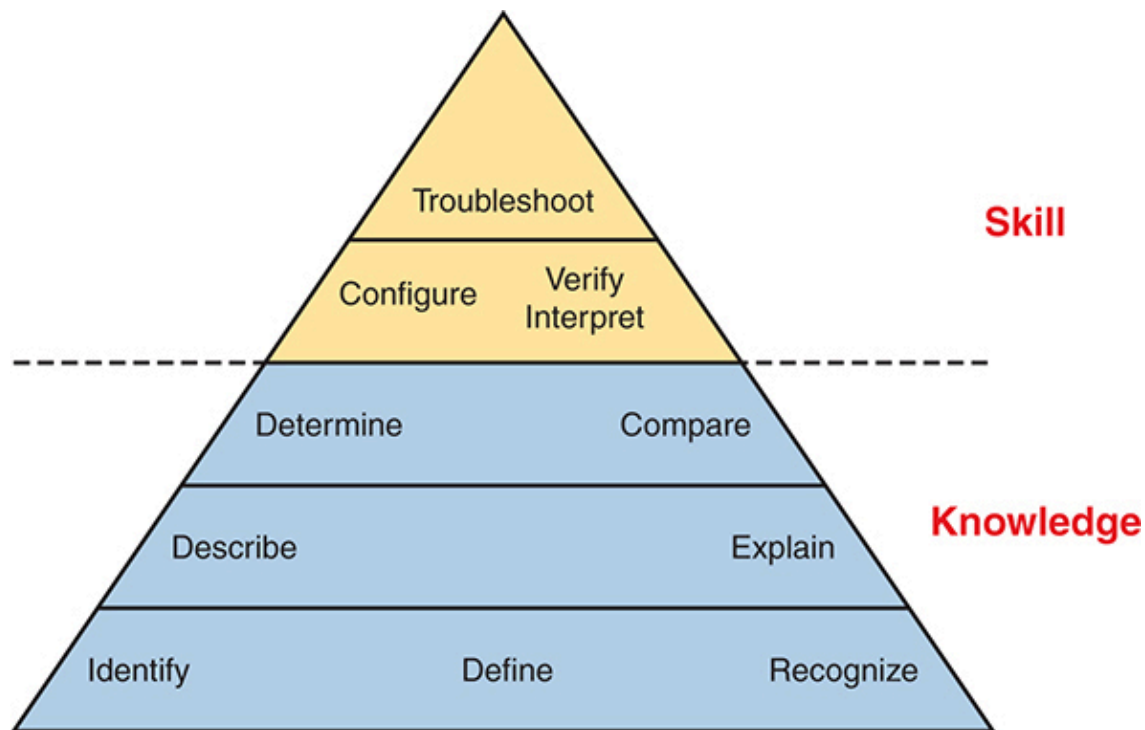 Troubleshoot
Skill
Configure
Verify
Interpret
Determine
Compare
Describe
Explain
Knowledge
Identify
Define
Recognize